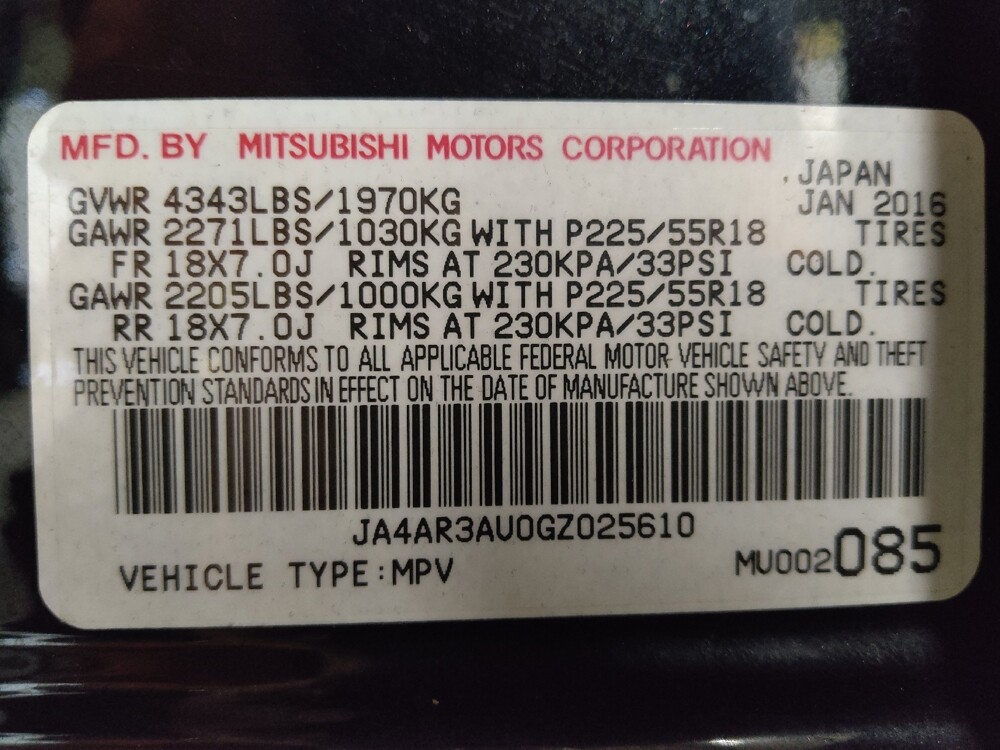 MFD. BY MITSUBISHI MOTORS CORPORATION
JAPAN
GVWR 4343LBS/1970KG JAN 2016
GAWR 2271LBS/1030KG WITH P225/55R18 TIRES
FR 18X7.0J RIMS AT 230KPA/33PSI COLD.
GAWR 2205LBS/1000KG WITH P225/55R18 TIRES
RR 18X7.0J RIMS AT 230KPA/33PSI COLD.
THIS VEHICLE CONFORMS TO ALL APPLICABLE FEDERAL MOTOR VEHICLE SAFETY AND THEFT
PREVENTION STANDARDS IN EFFECT ON THE DATE OF MANUFACTURE SHOWN ABOVE.
JA4AR3AU0GZ025610
VEHICLE TYPE:MPV MU002085